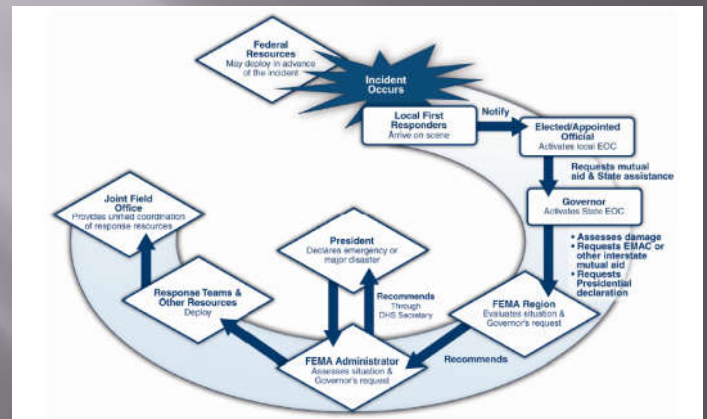 Federal
Resources
May deploy in advance
of the incident
Incident
Occurs
Local First
Responders
Arrive on scene
Notify
Elected/Appointed
Official
Activates local EOC
Requests mutual
aid & State assistance
Governor
Activates State EOC
• Assesses damage
• Requests EMAC or
other interstate
mutual aid
• Requests
Presidential
declaration
FEMA Region
Evaluates situation &
Governor's request
Recommends
FEMA Administrator
Assesses situation &
Governor's request
Recommends
Through
DHS Secretary
President
Declares emergency or
major disaster
Response Teams &
Other Resources
Deploy
Joint Field
Office
Provides unified coordination
of response resources